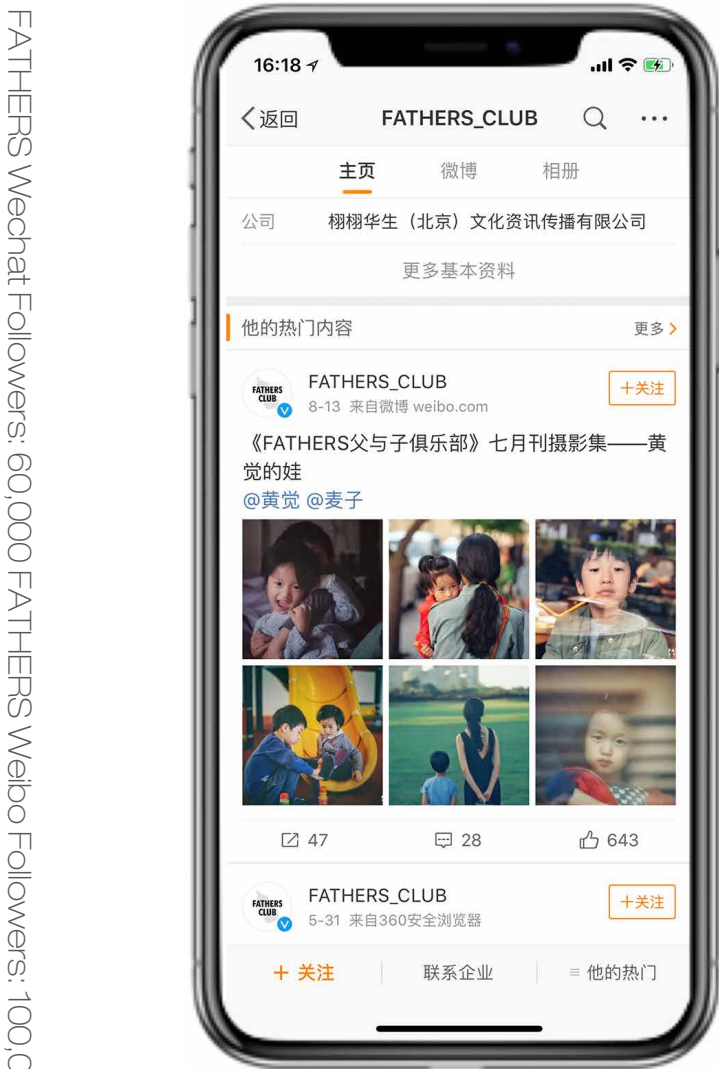 FATHERS Wechat Followers: 60,000 FATHERS Weibo Followers: 100,0
16:18
返回
FATHERS_CLUB
主页
微博
相册
公司
栩栩华生（北京）文化资讯传播有限公司
更多基本资料
他的热门内容
更多
FATHERS
CLUB
FATHERS_CLUB
8-13 来自微博 weibo.com
+关注
《FATHERS父与子俱乐部》七月刊摄影集——黄
觉的娃
@黄觉 @麦子
47
28
643
FATHERS
CLUB
FATHERS_CLUB
5-31 来自360安全浏览器
+关注
+ 关注
联系企业
他的热门